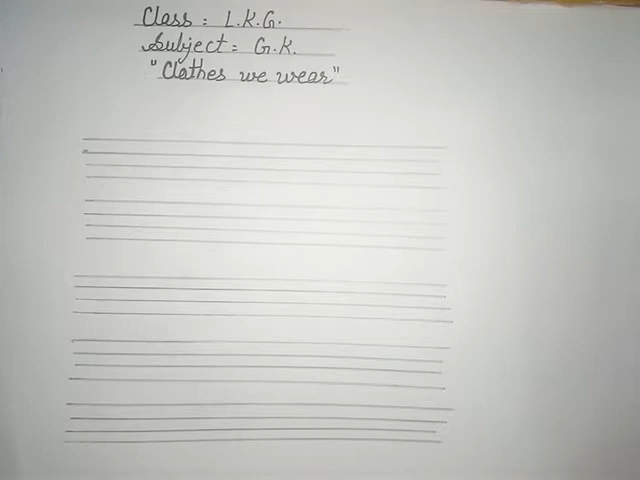 Class : L.K.G.
Subject = G.K.
"Clothes we wear"